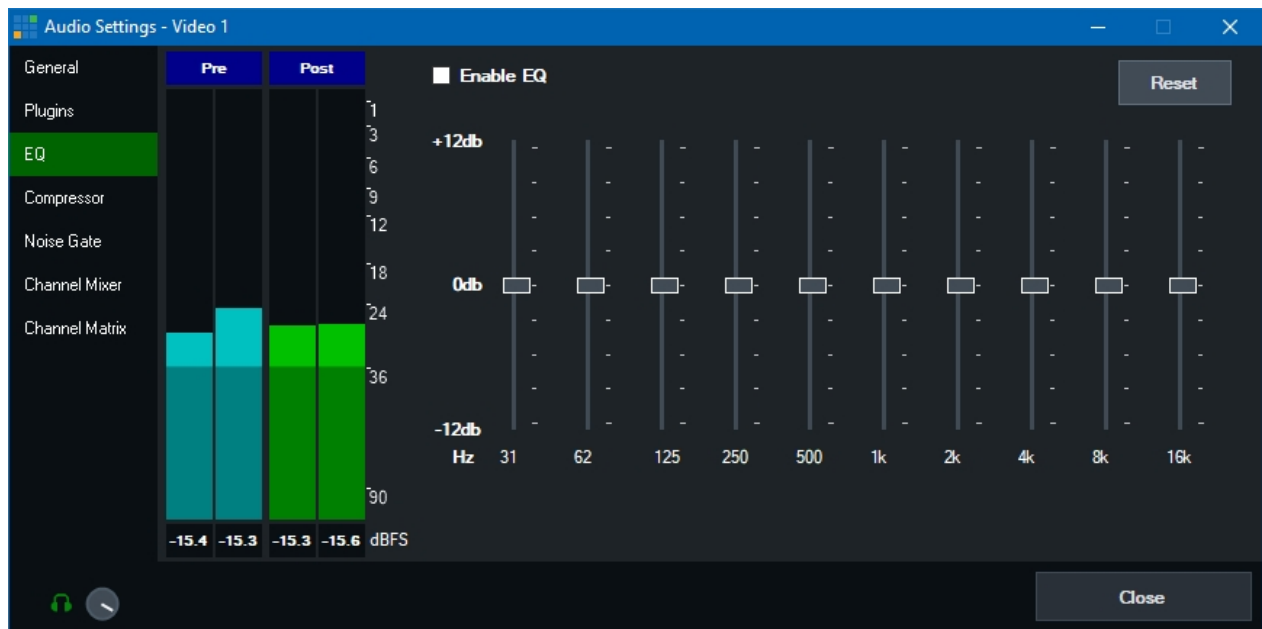 Audio Settings - Video 1
General
Plugins
EQ
Compressor
Noise Gate
Channel Mixer
Channel Matrix
Pre Post
1
3
6
9
12
18
24
36
90
-15.4 -15.3 -15.3 -15.6 dBFS
Enable EQ
Reset
+12db
0db
-12db
Hz 31 62 125 250 500 1k 2k 4k 8k 16k
Close